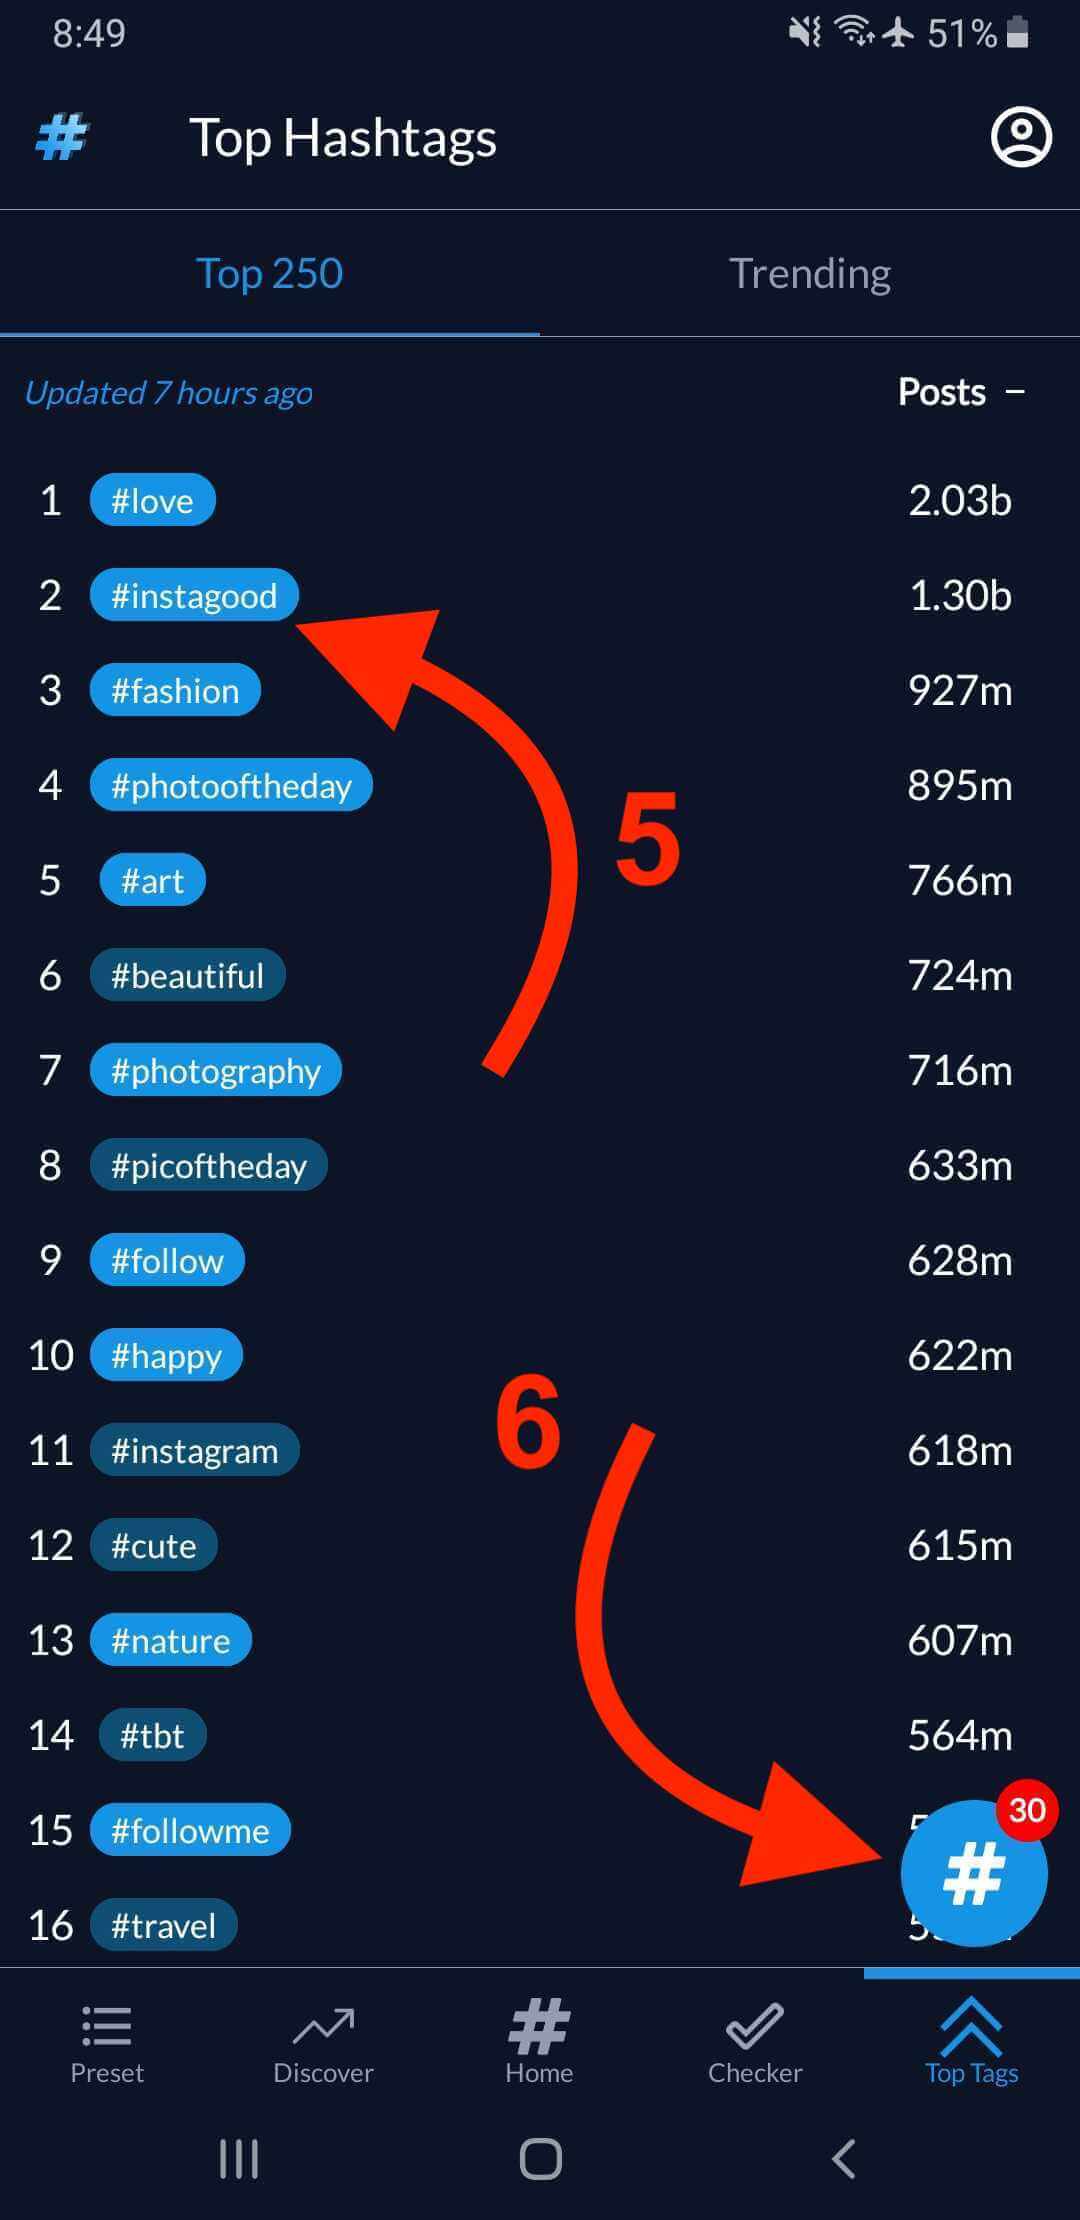 8:49 51%
# Top Hashtags
Top 250 Trending
Updated 7 hours ago Posts –
1 #love 2.03b
2 #instagood 1.30b
3 #fashion 927m
4 #photooftheday 895m
5
5 #art 766m
6 #beautiful 724m
7 #photography 716m
8 #picoftheday 633m
9 #follow 628m
10 #happy 622m
6
11 #instagram 618m
12 #cute 615m
13 #nature 607m
14 #tbt 564m
30
15 #followme
#
16 #travel
#
Preset Discover Home Checker Top Tags